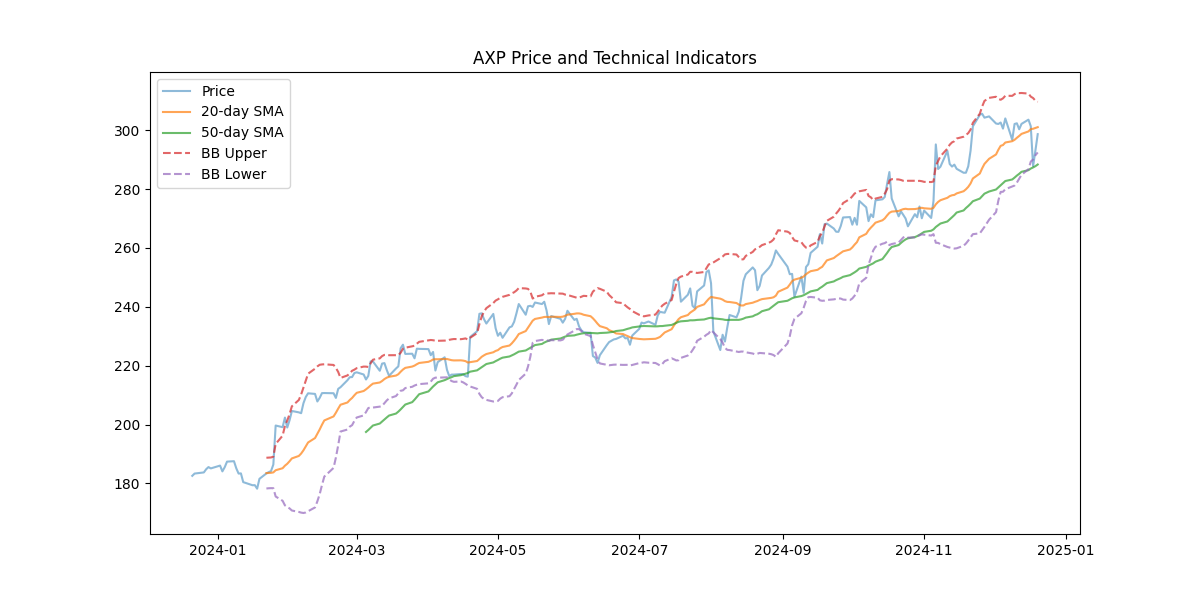 AXP Price and Technical Indicators
Price
20-day SMA
50-day SMA
BB Upper
BB Lower
300
280
260
240
220
200
180
2024-01
2024-03
2024-05
2024-07
2024-09
2024-11
2025-01